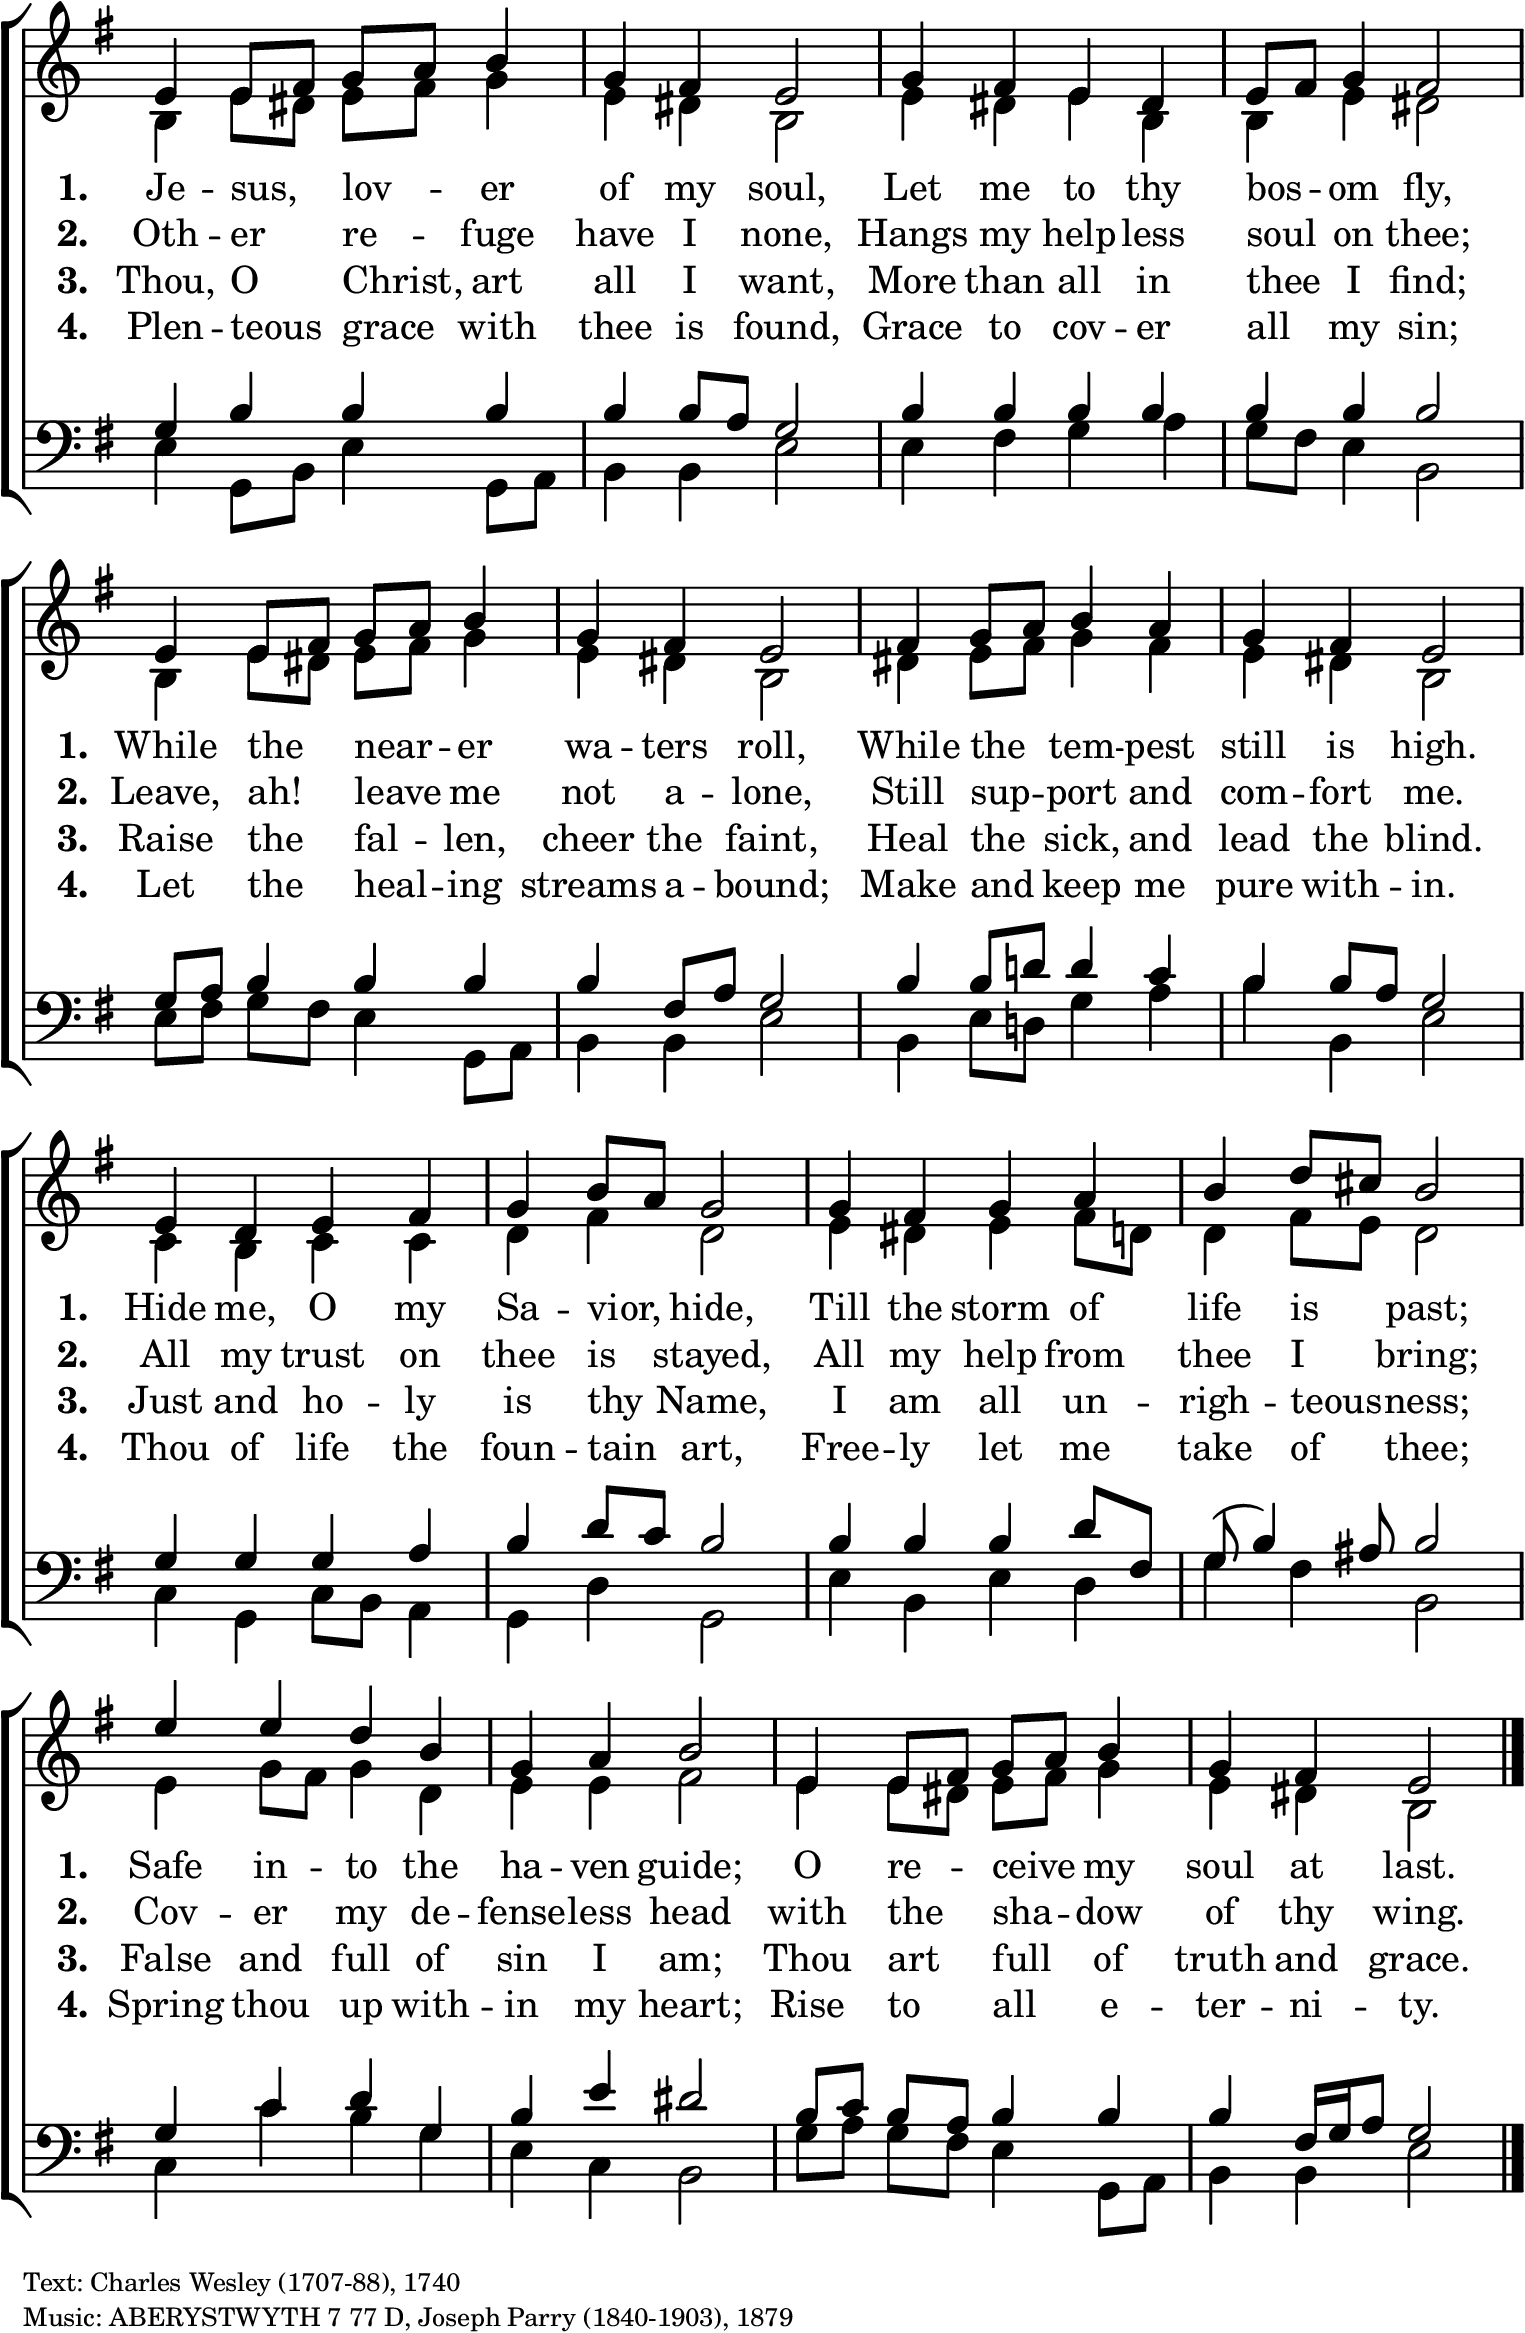 1. Je -- sus, lov -- er of my soul, Let me to thy bos -- om fly,
2. Oth -- er re -- fuge have I none, Hangs my help -- less soul on thee;
3. Thou, O Christ, art all I want, More than all in thee I find;
4. Plen -- teous grace with thee is found, Grace to cov -- er all my sin;
1. While the near -- er wa -- ters roll, While the tem -- pest still is high.
2. Leave, ah! leave me not a -- lone, Still sup -- port and com -- fort me.
3. Raise the fal -- len, cheer the faint, Heal the sick, and lead the blind.
4. Let the heal -- ing streams a -- bound; Make and keep me pure with -- in.
1. Hide me, O my Sa -- vior, hide, Till the storm of life is past;
2. All my trust on thee is stayed, All my help from thee I bring;
3. Just and ho -- ly is thy Name, I am all un -- righ -- teous -- ness;
4. Thou of life the foun -- tain art, Free -- ly let me take of thee;
1. Safe in -- to the ha -- ven guide; O re -- ceive my soul at last.
2. Cov -- er my de -- fense -- less head with the sha -- dow of thy wing.
3. False and full of sin I am; Thou art full of truth and grace.
4. Spring thou up with -- in my heart; Rise to all e -- ter -- ni -- ty.
Text: Charles Wesley (1707-88), 1740
Music: ABERYSTWYTH 7 77 D, Joseph Parry (1840-1903), 1879